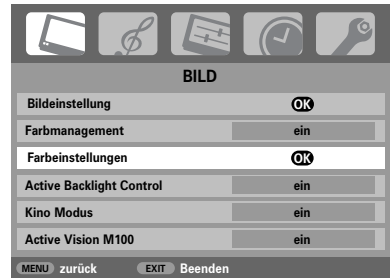 BILD
Bildeinstellung OK
Farbmanagement ein
Farbeinstellungen OK
Active Backlight Control ein
Kino Modus ein
Active Vision M100 ein
MENU zurück EXIT Beenden